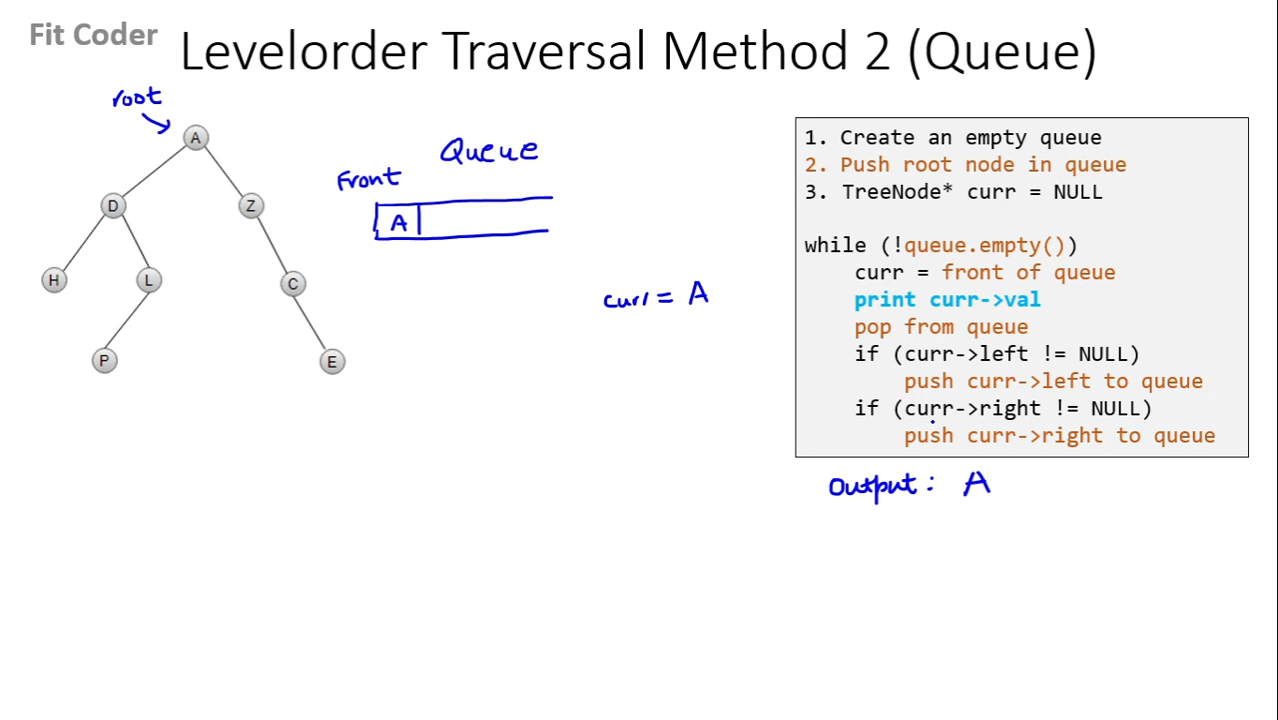 Fit Coder
Levelorder Traversal Method 2 (Queue)
root
A
D
Z
H
L
C
P
E
Queue
Front
A
curr = A
1. Create an empty queue
2. Push root node in queue
3. TreeNode* curr = NULL
while (!queue.empty())
curr = front of queue
print curr->val
pop from queue
if (curr->left != NULL)
push curr->left to queue
if (curr->right != NULL)
push curr->right to queue
Output: A